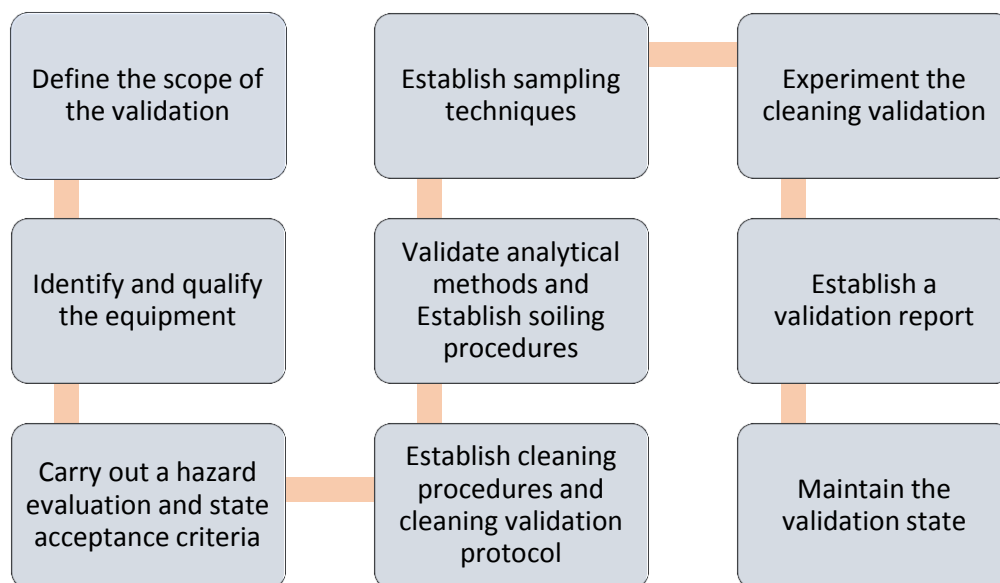 Define the scope of
the validation
Identify and qualify
the equipment
Carry out a hazard
evaluation and state
acceptance criteria
Establish cleaning
procedures and
cleaning validation
protocol
Validate analytical
methods and
Establish soiling
procedures
Establish sampling
techniques
Experiment the
cleaning validation
Establish a
validation report
Maintain the
validation state